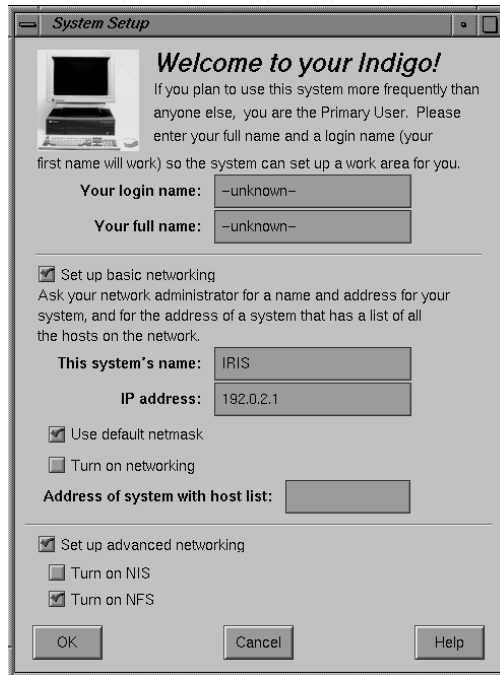 System Setup
Welcome to your Indigo!
If you plan to use this system more frequently than
anyone else, you are the Primary User. Please
enter your full name and a login name (your
first name will work) so the system can set up a work area for you.
Your login name: -unknown-
Your full name: -unknown-
Set up basic networking
Ask your network administrator for a name and address for your
system, and for the address of a system that has a list of all
the hosts on the network.
This system's name: IRIS
IP address: 192.0.2.1
Use default netmask
Turn on networking
Address of system with host list:
Set up advanced networking
Turn on NIS
Turn on NFS
OK Cancel Help